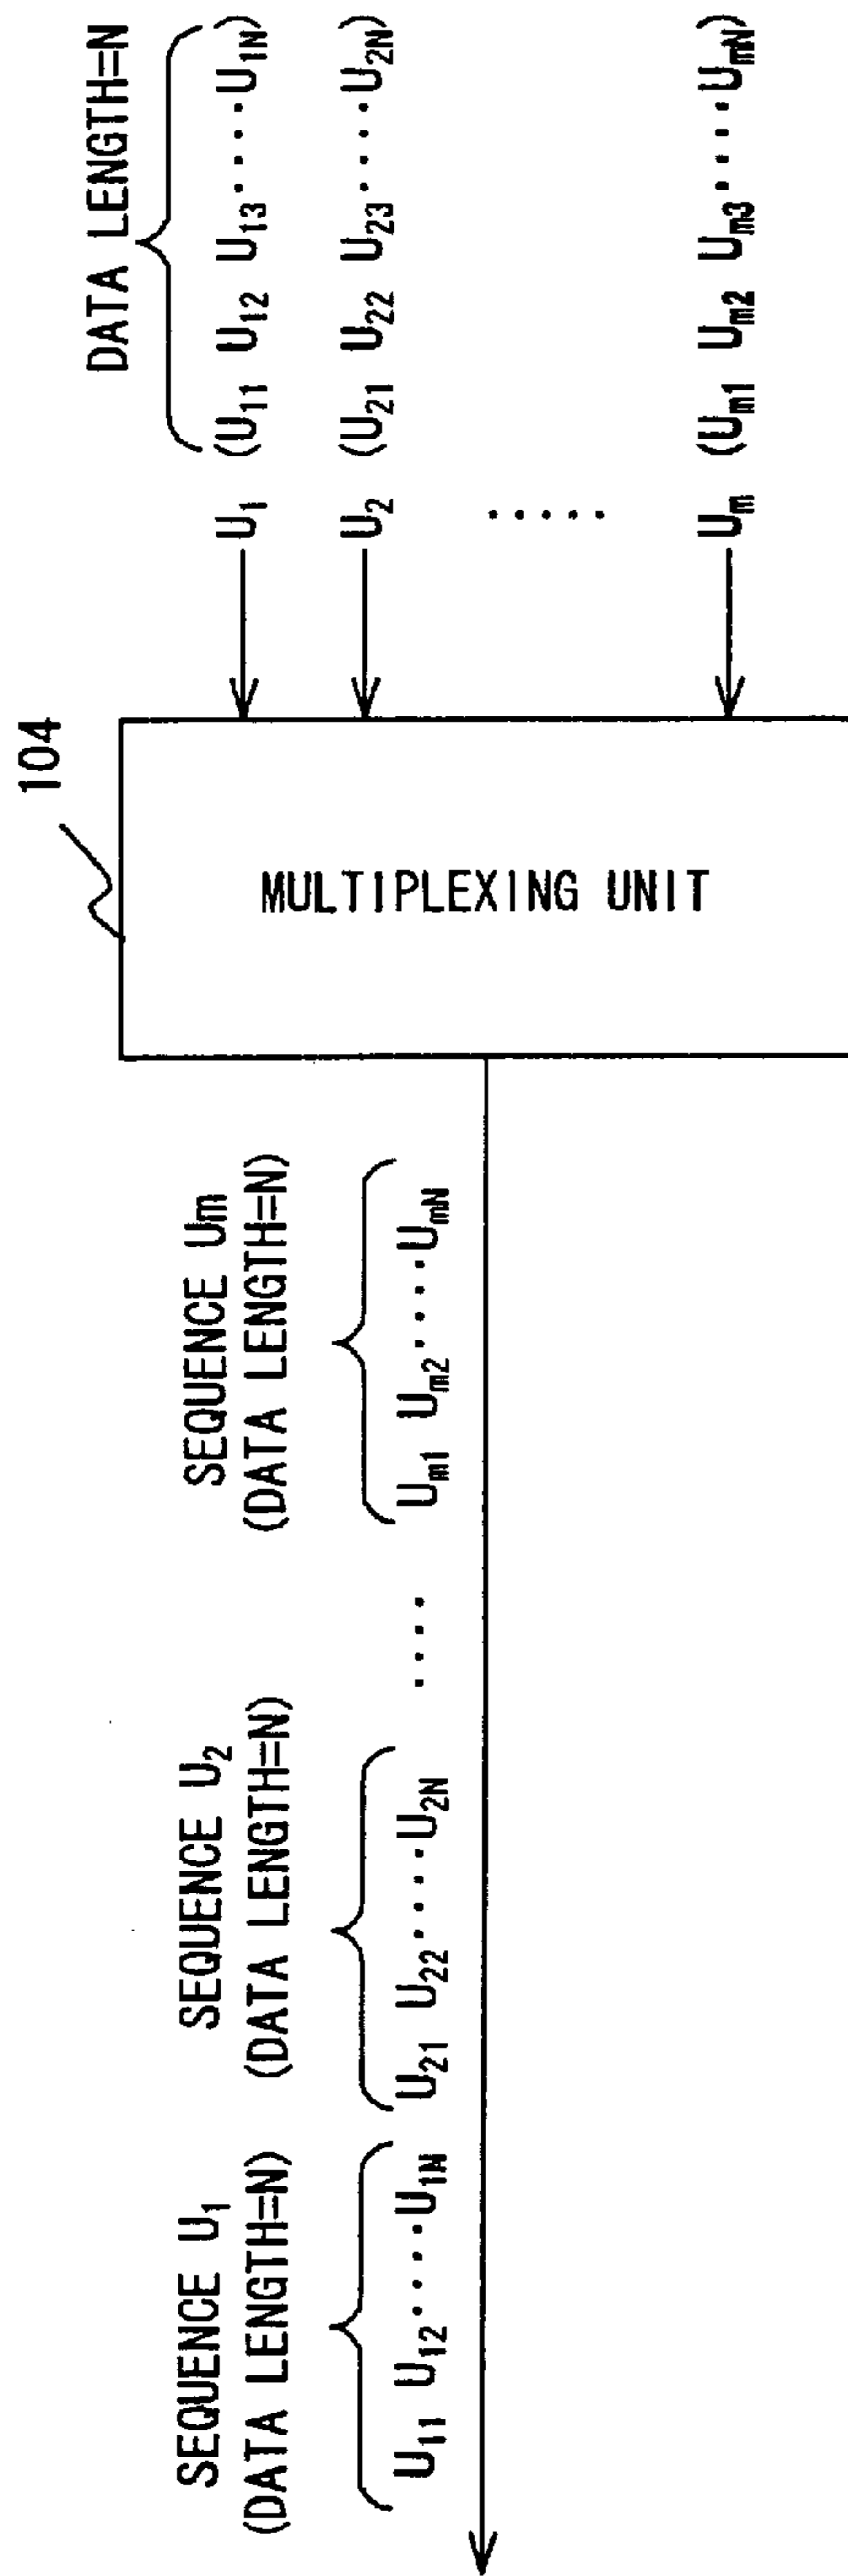 104
DATA LENGTH=N
U₁ (U₁₁ U₁₂ U₁₃ ····· U₁N)
U₂ (U₂₁ U₂₂ U₂₃ ····· U₂N)
·····
Um (Um1 Um2 Um3 ····· UmN)
MULTIPLEXING UNIT
SEQUENCE U₁
(DATA LENGTH=N)
U₁₁ U₁₂ ····· U₁N
SEQUENCE U₂
(DATA LENGTH=N)
U₂₁ U₂₂ ····· U₂N
····
SEQUENCE Um
(DATA LENGTH=N)
Um1 Um2 ····· UmN